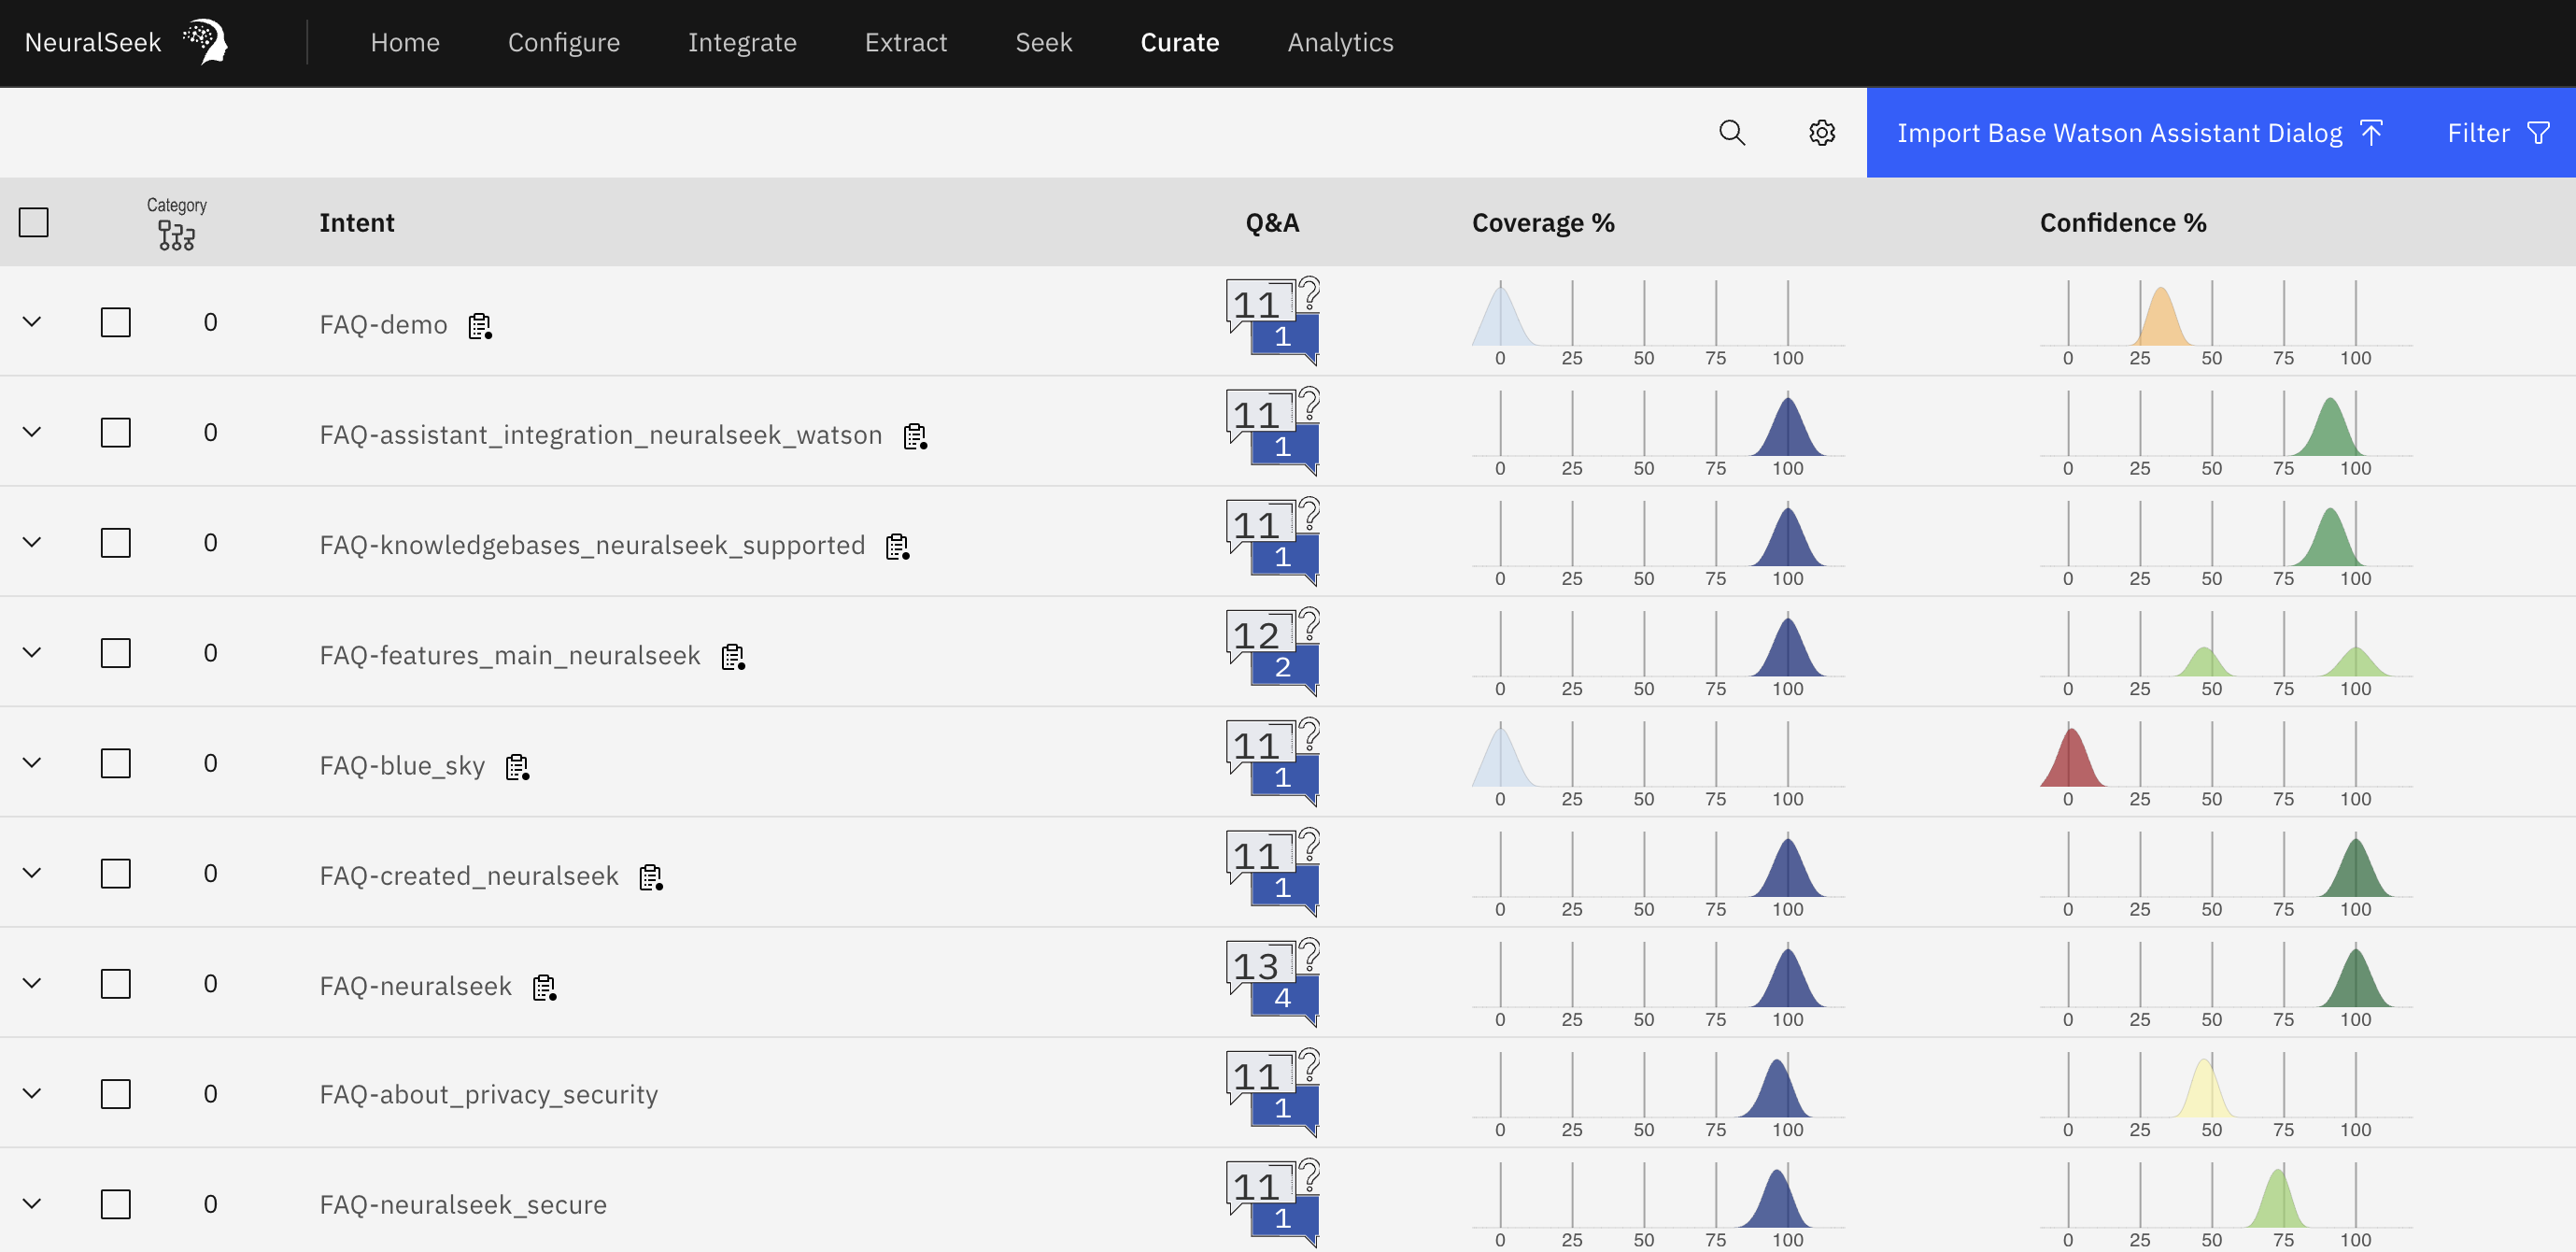 NeuralSeek Home Configure Integrate Extract Seek Curate Analytics
Import Base Watson Assistant Dialog Filter
Category
Intent Q&A Coverage % Confidence %
0 FAQ-demo 11 ? 1
0 25 50 75 100 0 25 50 75 100
0 FAQ-assistant_integration_neuralseek_watson 11 ? 1
0 25 50 75 100 0 25 50 75 100
0 FAQ-knowledgebases_neuralseek_supported 11 ? 1
0 25 50 75 100 0 25 50 75 100
0 FAQ-features_main_neuralseek 12 ? 2
0 25 50 75 100 0 25 50 75 100
0 FAQ-blue_sky 11 ? 1
0 25 50 75 100 0 25 50 75 100
0 FAQ-created_neuralseek 11 ? 1
0 25 50 75 100 0 25 50 75 100
0 FAQ-neuralseek 13 ? 4
0 25 50 75 100 0 25 50 75 100
0 FAQ-about_privacy_security 11 ? 1
0 25 50 75 100 0 25 50 75 100
0 FAQ-neuralseek_secure 11 ? 1
0 25 50 75 100 0 25 50 75 100